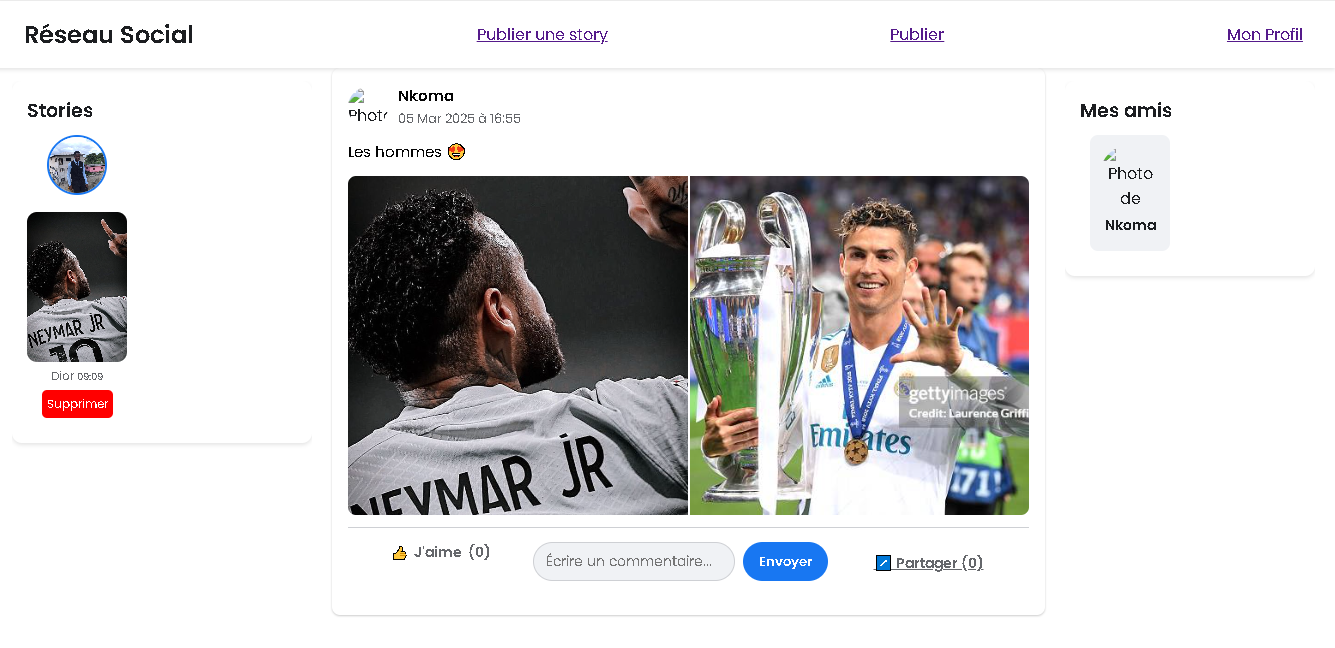 Réseau Social
Publier une story
Publier
Mon Profil
Stories
NEYMAR JR
10
Dior 09:09
Supprimer
Nkoma
05 Mar 2025 à 16:55
Les hommes 😍
NEYMAR JR
gettyimages
Credit: Laurence Griffi
Emirates
171
👍 J'aime (0)
Écrire un commentaire...
Envoyer
Partager (0)
Mes amis
Photo
de
Nkoma